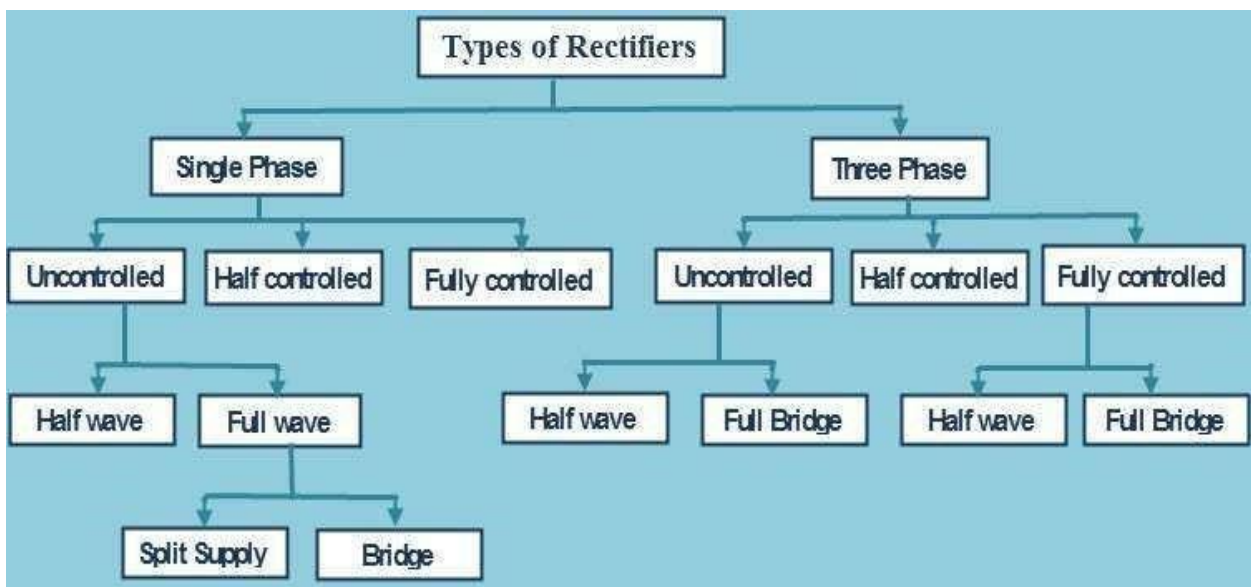 Types of Rectifiers
Single Phase
Three Phase
Uncontrolled
Half controlled
Fully controlled
Uncontrolled
Half controlled
Fully controlled
Half wave
Full wave
Half wave
Full Bridge
Half wave
Full Bridge
Split Supply
Bridge